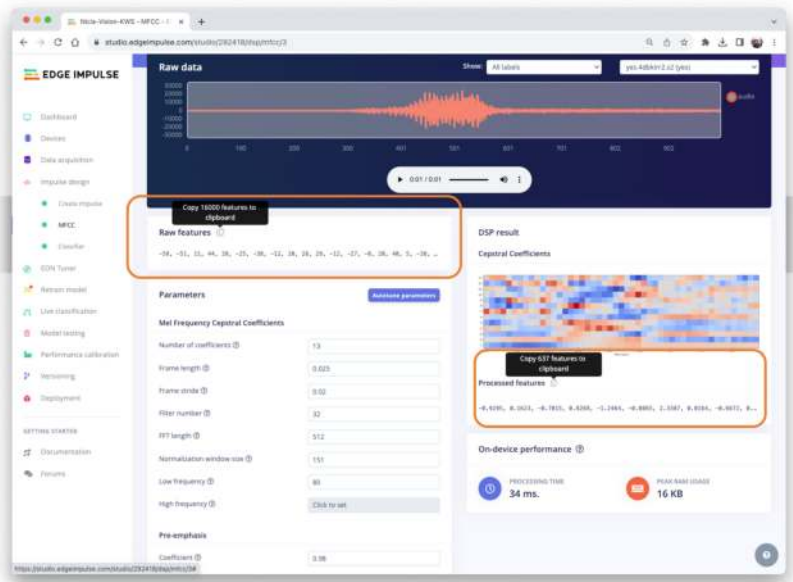 Nicla-Vision-KWS - MFCC -
studio.edgeimpulse.com/studio/292418/dsp/mfcc/3
EDGE IMPULSE
Dashboard
Devices
Data acquisition
Impulse design
Create impulse
MFCC
Classifier
EON Tuner
Retrain model
Live classification
Model testing
Performance calibration
Versioning
Deployment
GETTING STARTED
Documentation
Forums
Raw data
Show:
All labels
audio
0:01 / 0:01
Copy 16000 features to
clipboard
Raw features
Parameters
Autotune parameters
Mel Frequency Cepstral Coefficients
Number of coefficients
13
Frame length
0.025
Frame stride
0.02
Filter number
32
FFT length
512
Normalization window size
151
Low frequency
80
High frequency
Click to set
Pre-emphasis
Coefficient
0.98
DSP result
Cepstral Coefficients
Copy 637 features to
clipboard
Processed features
On-device performance
PROCESSING TIME
34 ms.
PEAK RAM USAGE
16 KB